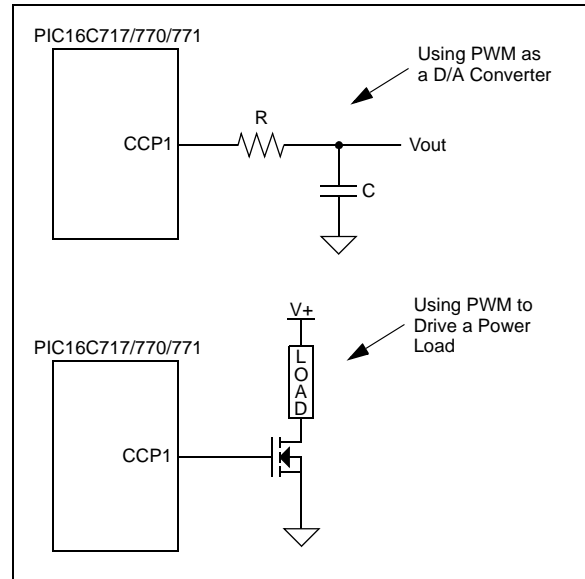 PIC16C717/770/771
Using PWM as
a D/A Converter
R
CCP1
Vout
C
V+
Using PWM to
Drive a Power
Load
PIC16C717/770/771
LOAD
CCP1